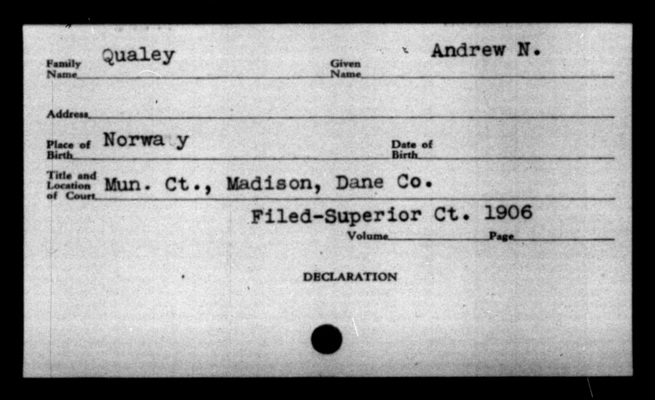 Family Name Qualey Given Name Andrew N.
Address
Place of Birth Norwa y Date of Birth
Title and Location of Court Mun. Ct., Madison, Dane Co.
Filed-Superior Ct. 1906
Volume Page
DECLARATION